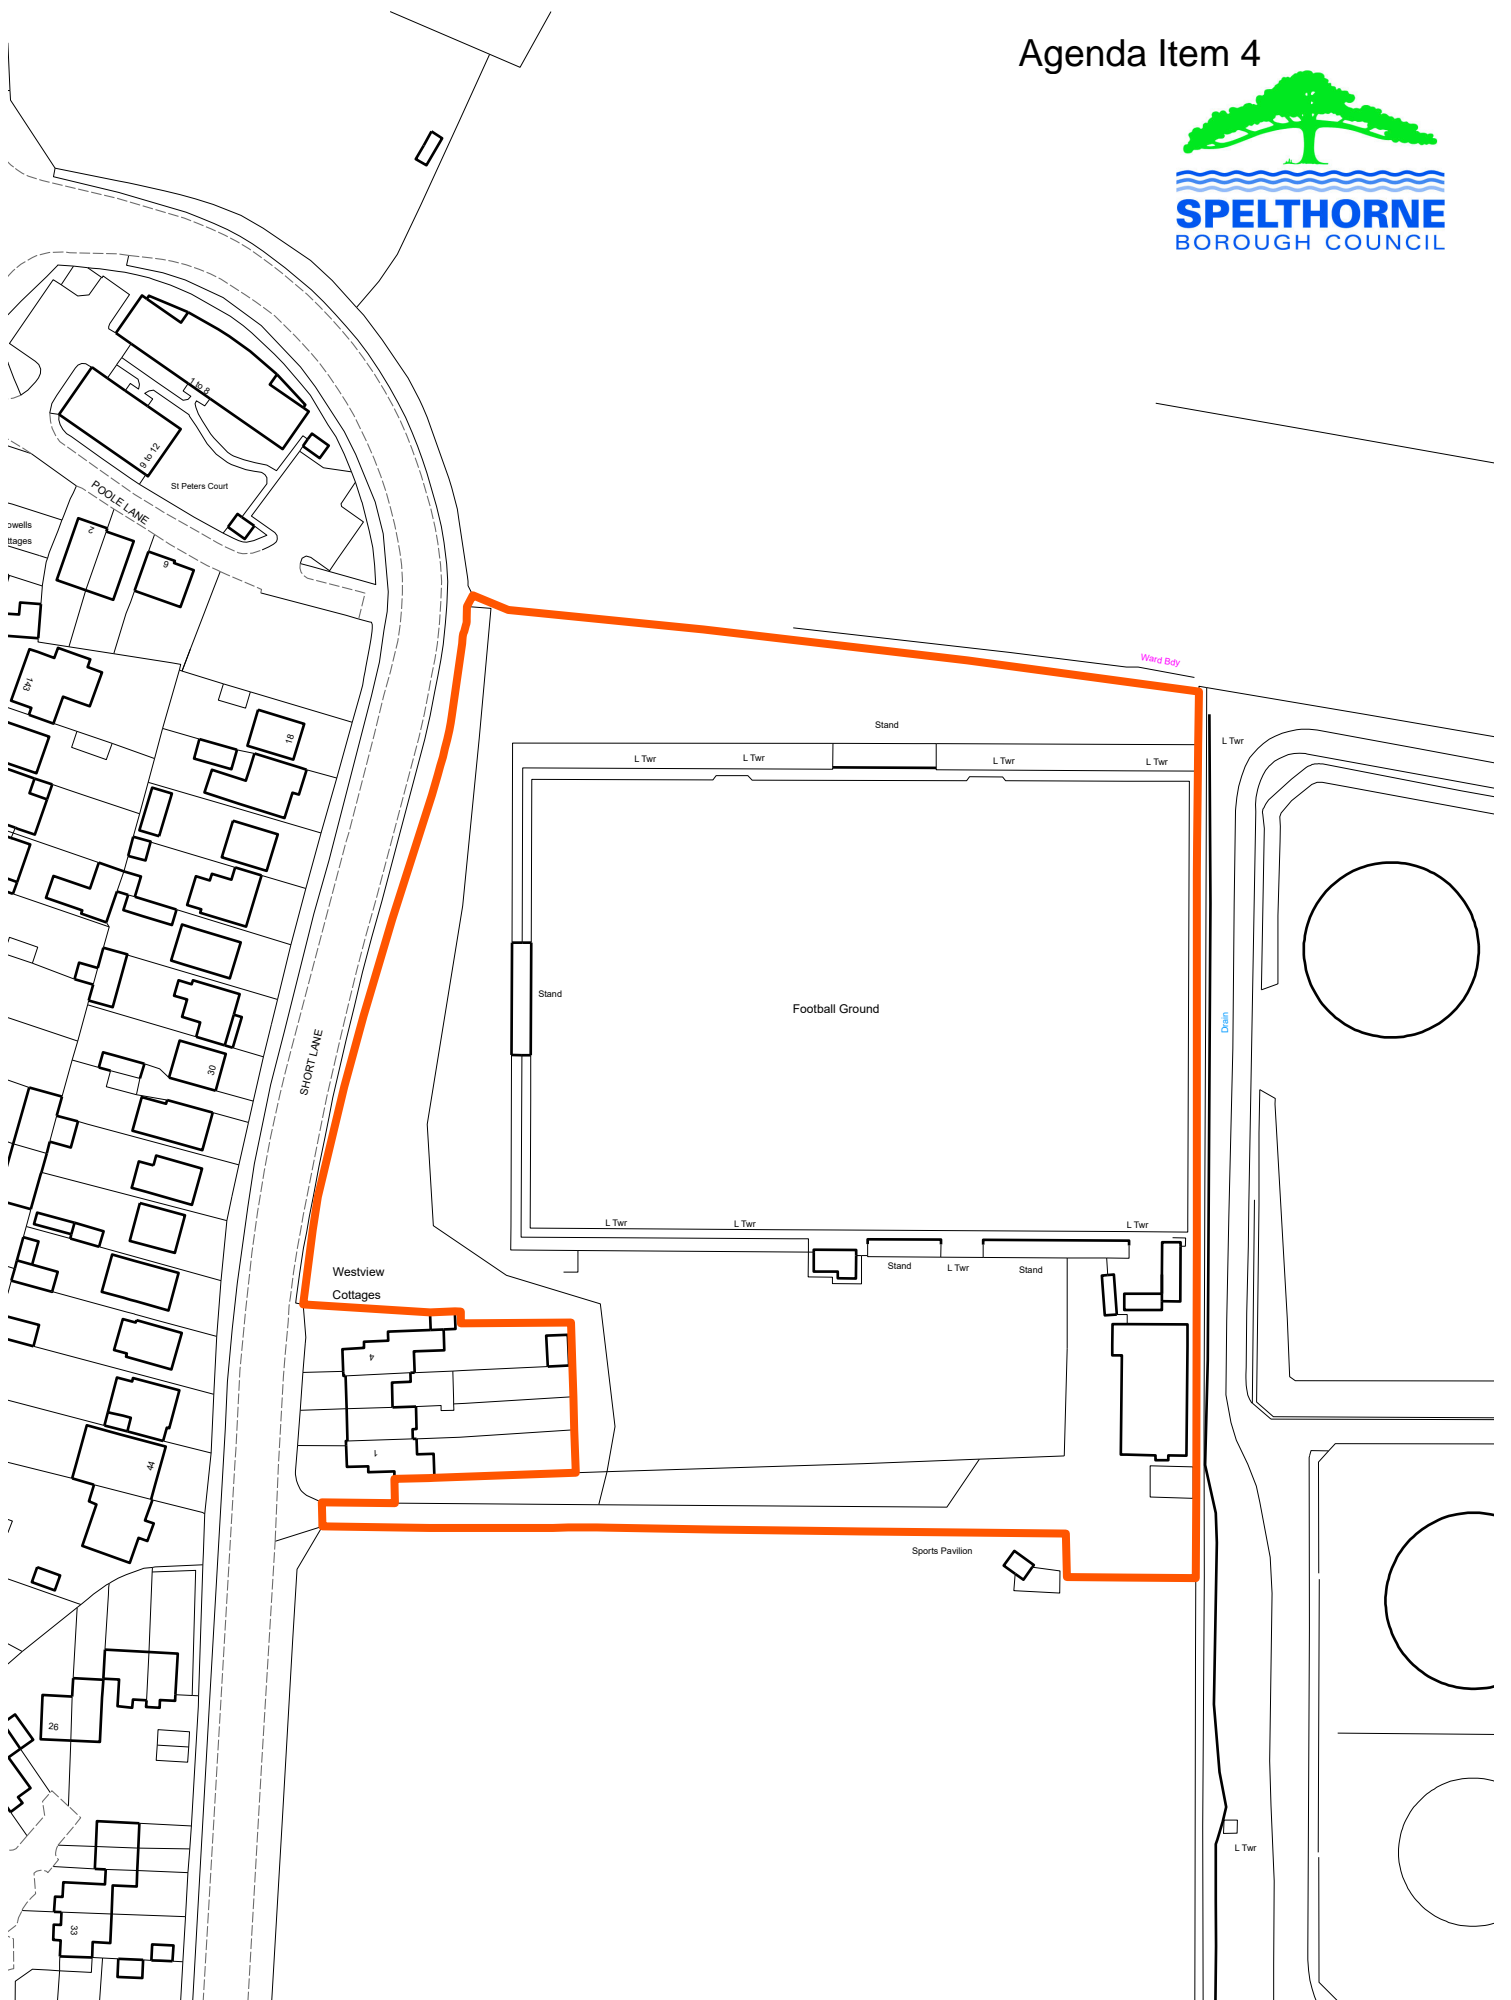 Agenda Item 4
SPELTHORNE
BOROUGH COUNCIL
1 to 8
9 to 12
St Peters Court
POOLE LANE
owells
ttages
2
6
143
18
Ward Bdy
Stand
L Twr
L Twr
L Twr
L Twr
L Twr
Stand
Football Ground
Drain
SHORT LANE
30
L Twr
L Twr
L Twr
Stand
L Twr
Stand
Westview
Cottages
4
1
44
Sports Pavilion
26
L Twr
33